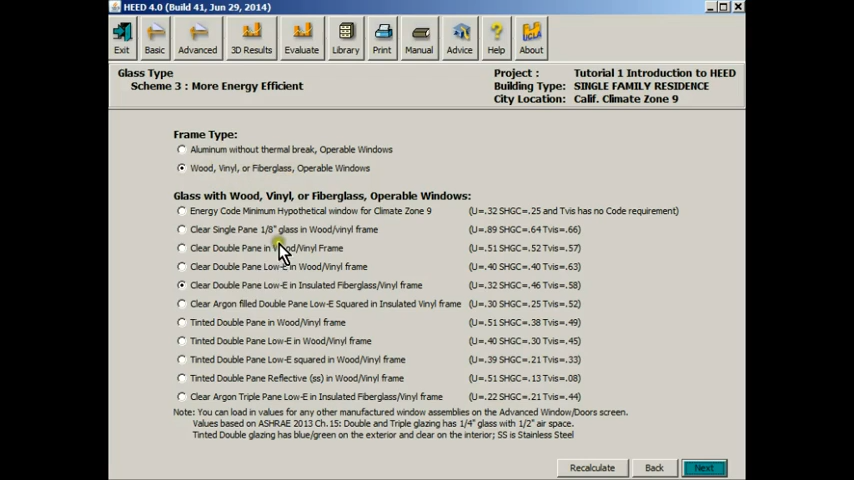 HEED 4.0 (Build 41, Jun 29, 2014)
Exit Basic Advanced 3D Results Evaluate Library Print Manual Advice Help About
UCLA
Glass Type
Scheme 3 : More Energy Efficient
Project : Tutorial 1 Introduction to HEED
Building Type: SINGLE FAMILY RESIDENCE
City Location: Calif. Climate Zone 9
Frame Type:
Aluminum without thermal break, Operable Windows
Wood, Vinyl, or Fiberglass, Operable Windows
Glass with Wood, Vinyl, or Fiberglass, Operable Windows:
Energy Code Minimum Hypothetical window for Climate Zone 9 (U=.32 SHGC=.25 and Tvis has no Code requirement)
Clear Single Pane 1/8" glass in Wood/vinyl frame (U=.89 SHGC=.64 Tvis=.66)
Clear Double Pane in Wood/Vinyl Frame (U=.51 SHGC=.52 Tvis=.57)
Clear Double Pane Low-E in Wood/Vinyl frame (U=.40 SHGC=.40 Tvis=.63)
Clear Double Pane Low-E in Insulated Fiberglass/Vinyl frame (U=.32 SHGC=.46 Tvis=.58)
Clear Argon filled Double Pane Low-E Squared in Insulated Vinyl frame (U=.30 SHGC=.25 Tvis=.52)
Tinted Double Pane in Wood/Vinyl frame (U=.51 SHGC=.38 Tvis=.49)
Tinted Double Pane Low-E in Wood/Vinyl frame (U=.40 SHGC=.30 Tvis=.45)
Tinted Double Pane Low-E squared in Wood/Vinyl frame (U=.39 SHGC=.21 Tvis=.33)
Tinted Double Pane Reflective (ss) in Wood/Vinyl frame (U=.51 SHGC=.13 Tvis=.08)
Clear Argon Triple Pane Low-E in Insulated Fiberglass/Vinyl frame (U=.22 SHGC=.21 Tvis=.44)
Note: You can load in values for any other manufactured window assemblies on the Advanced Window/Doors screen.
Values based on ASHRAE 2013 Ch.15: Double and Triple glazing has 1/4" glass with 1/2" air space.
Tinted Double glazing has blue/green on the exterior and clear on the interior; SS is Stainless Steel
Recalculate Back Next